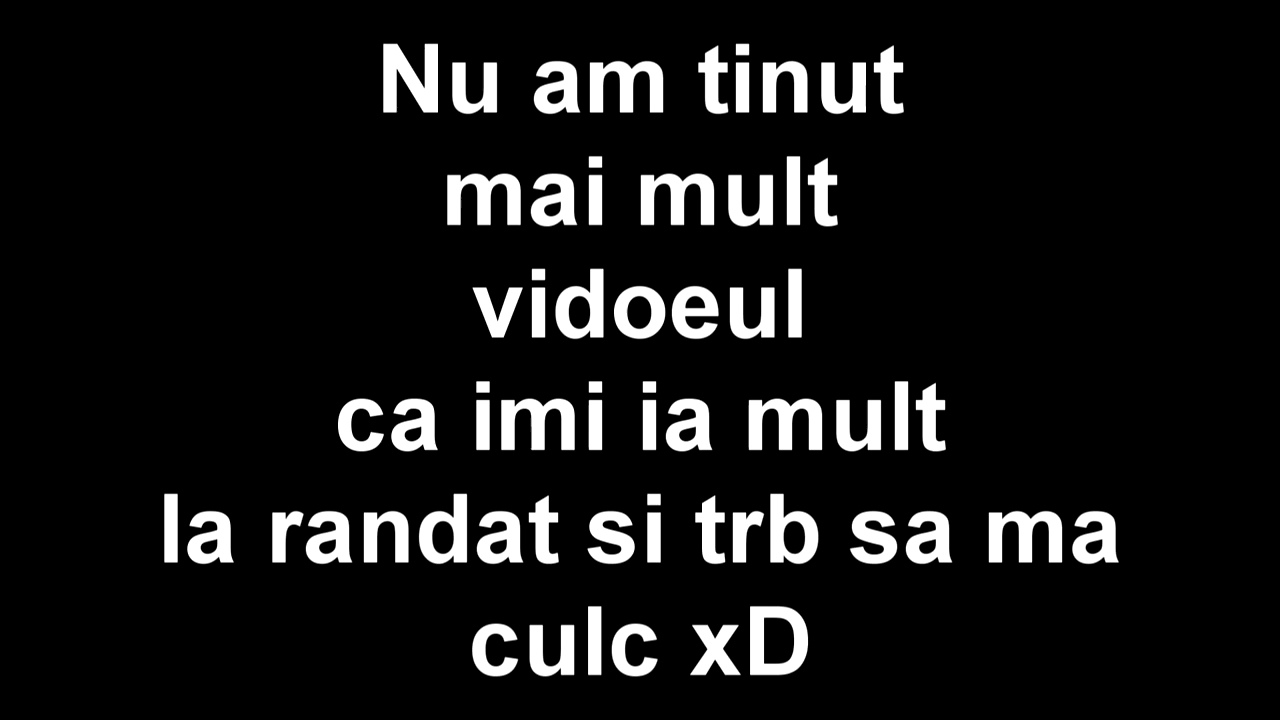 Nu am tinut
mai mult
vidoeul
ca imi ia mult
la randat si trb sa ma
culc xD